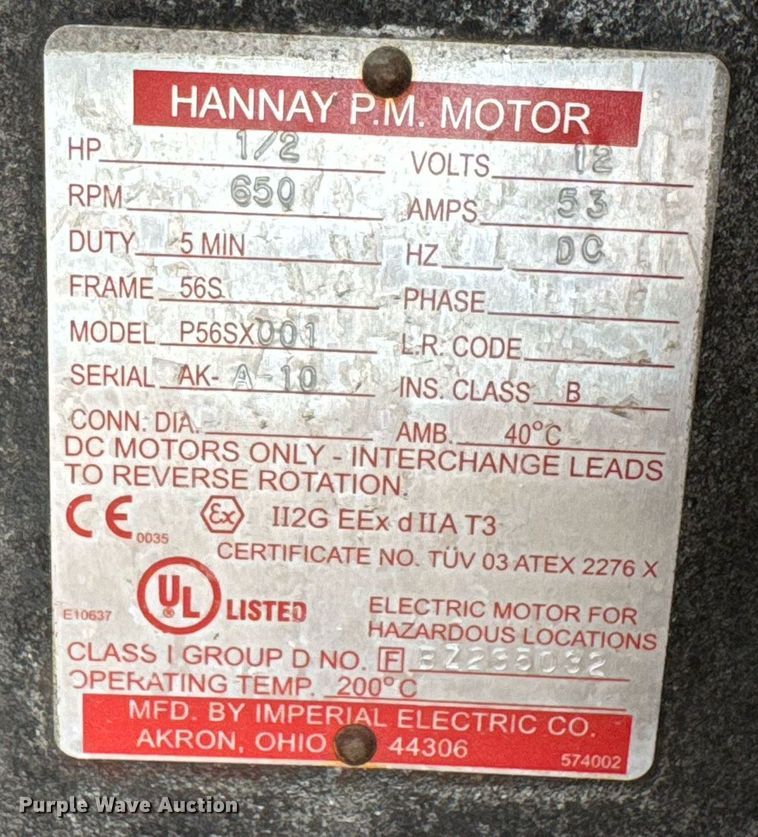 HANNAY P.M. MOTOR
HP 1/2 VOLTS 12
RPM 650 AMPS 53
DUTY 5 MIN HZ DC
FRAME 56S PHASE
MODEL P56SX001 L.R. CODE
SERIAL AK-A-10 INS. CLASS B
CONN. DIA. AMB. 40°C
DC MOTORS ONLY - INTERCHANGE LEADS
TO REVERSE ROTATION.
CE 0035 Ex II2G EEx d IIA T3
CERTIFICATE NO. TÜV 03 ATEX 2276 X
E10637 UL ® LISTED ELECTRIC MOTOR FOR
HAZARDOUS LOCATIONS
CLASS I GROUP D NO. F BZ235032
OPERATING TEMP. 200°C
MFD. BY IMPERIAL ELECTRIC CO.
AKRON, OHIO 44306
574002
Purple Wave Auction